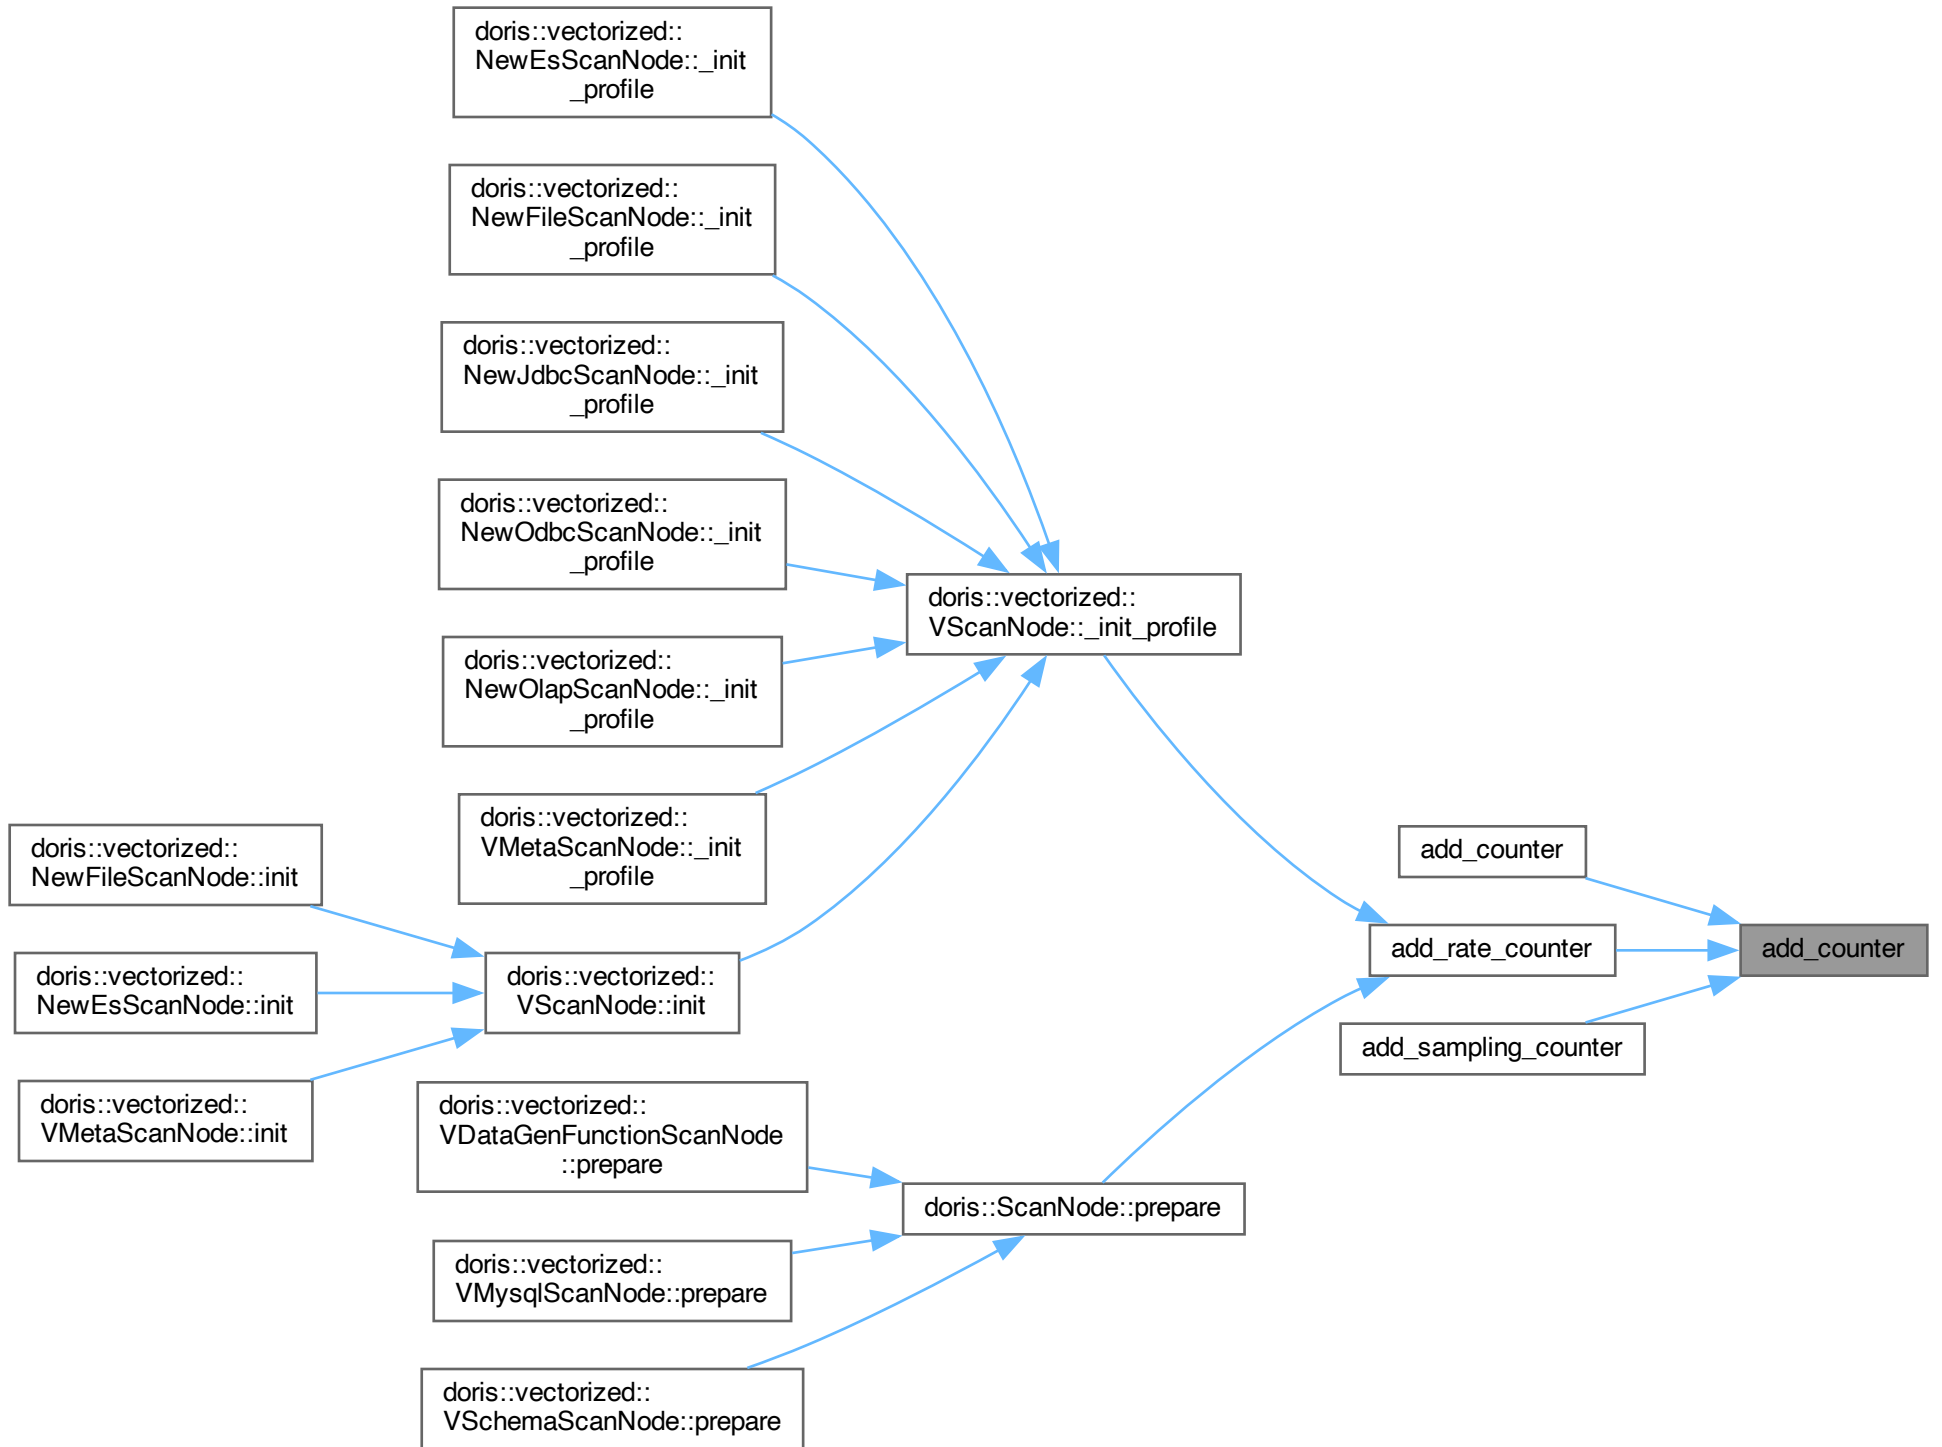 doris::vectorized::
NewEsScanNode::_init
_profile
doris::vectorized::
NewFileScanNode::_init
_profile
doris::vectorized::
NewJdbcScanNode::_init
_profile
doris::vectorized::
NewOdbcScanNode::_init
_profile
doris::vectorized::
NewOlapScanNode::_init
_profile
doris::vectorized::
VMetaScanNode::_init
_profile
doris::vectorized::
VScanNode::_init_profile
doris::vectorized::
NewFileScanNode::init
doris::vectorized::
NewEsScanNode::init
doris::vectorized::
VMetaScanNode::init
doris::vectorized::
VScanNode::init
add_counter
add_rate_counter
add_counter
add_sampling_counter
doris::vectorized::
VDataGenFunctionScanNode
::prepare
doris::ScanNode::prepare
doris::vectorized::
VMysqlScanNode::prepare
doris::vectorized::
VSchemaScanNode::prepare